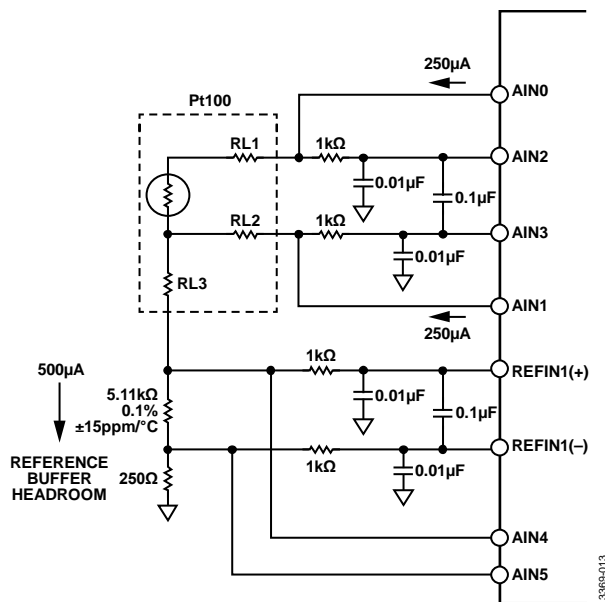 250µA
AIN0
Pt100
RL1
1kΩ
AIN2
0.01µF
0.1µF
RL2
1kΩ
AIN3
0.01µF
RL3
AIN1
250µA
500µA
1kΩ
REFIN1(+)
5.11kΩ
0.1%
±15ppm/°C
0.01µF
0.1µF
REFIN1(–)
REFERENCE
BUFFER
HEADROOM
250Ω
1kΩ
0.01µF
AIN4
AIN5
3369-013